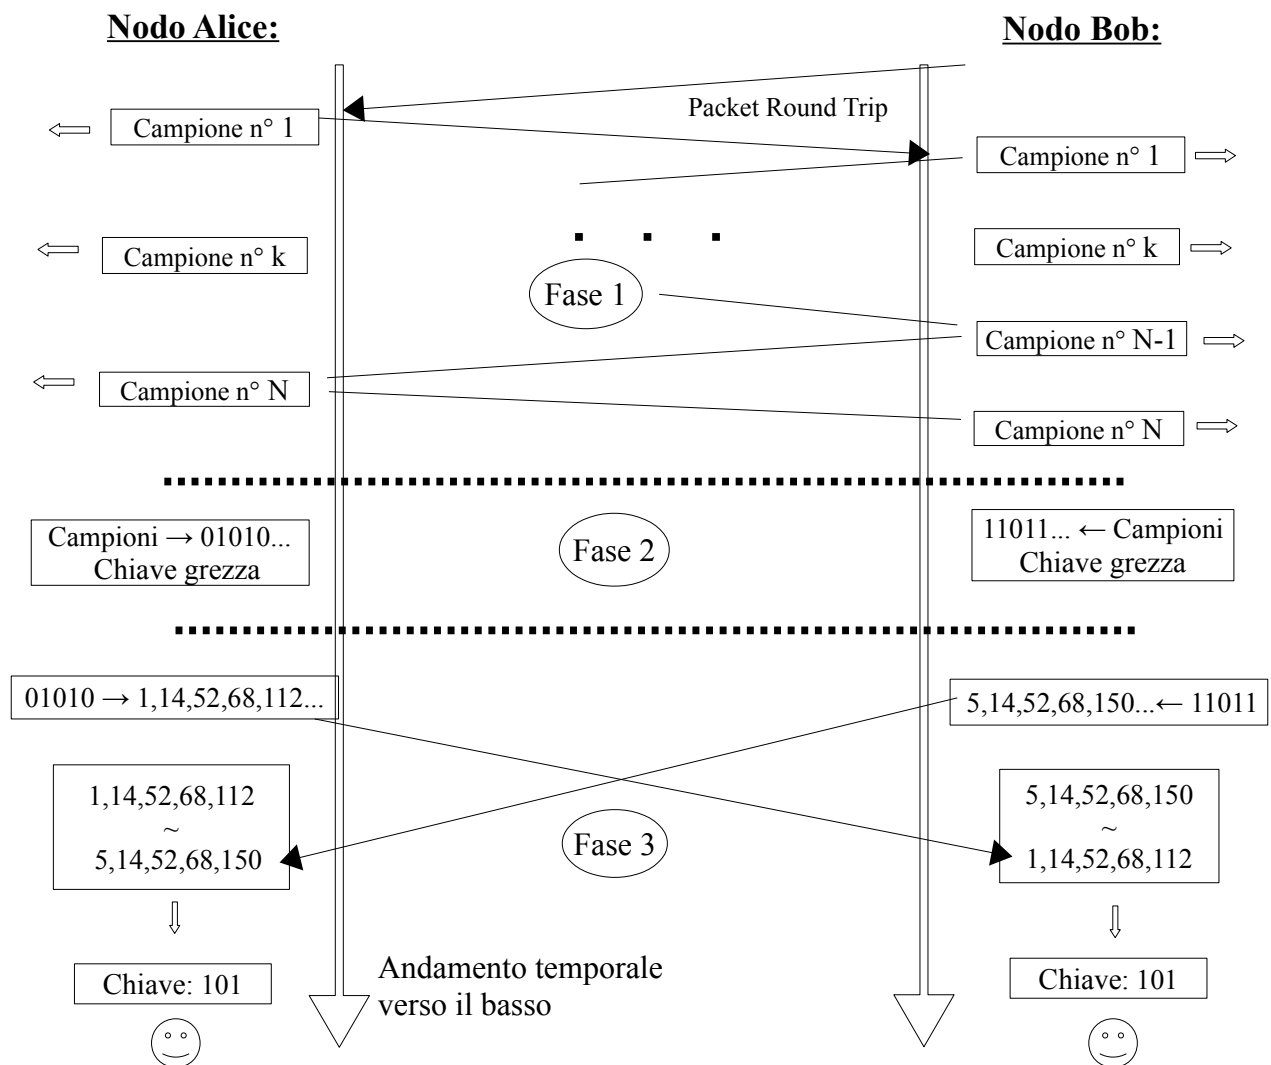 Nodo Alice:
Nodo Bob:
Packet Round Trip
Campione n° 1
Campione n° 1
Campione n° k
Campione n° k
Fase 1
Campione n° N-1
Campione n° N
Campione n° N
Campioni → 01010...
Chiave grezza
Fase 2
11011... ← Campioni
Chiave grezza
01010 → 1,14,52,68,112...
5,14,52,68,150...← 11011
1,14,52,68,112
~
5,14,52,68,150
Fase 3
5,14,52,68,150
~
1,14,52,68,112
Chiave: 101
Andamento temporale
verso il basso
Chiave: 101